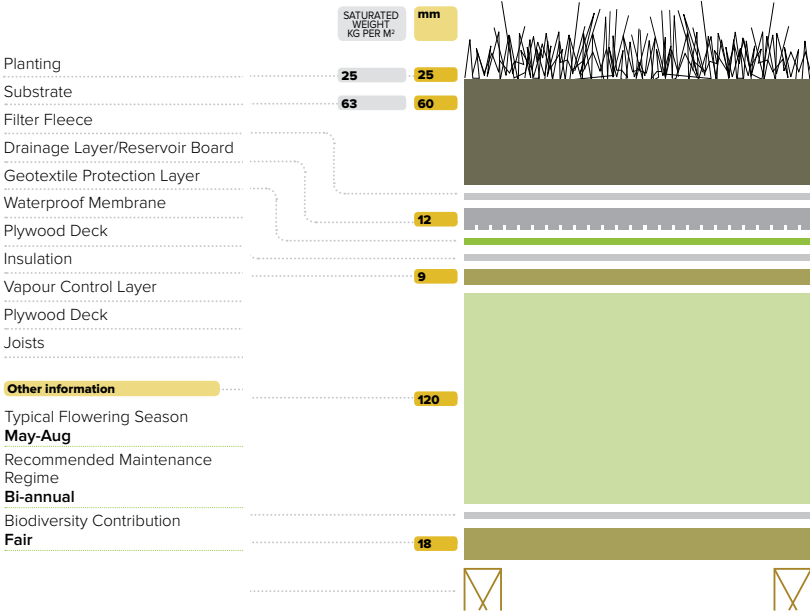 SATURATED
WEIGHT
KG PER M²
mm
Planting
25
25
Substrate
63
60
Filter Fleece
Drainage Layer/Reservoir Board
Geotextile Protection Layer
Waterproof Membrane
12
Plywood Deck
Insulation
9
Vapour Control Layer
Plywood Deck
Joists
Other information
120
Typical Flowering Season
May-Aug
Recommended Maintenance
Regime
Bi-annual
Biodiversity Contribution
Fair
18